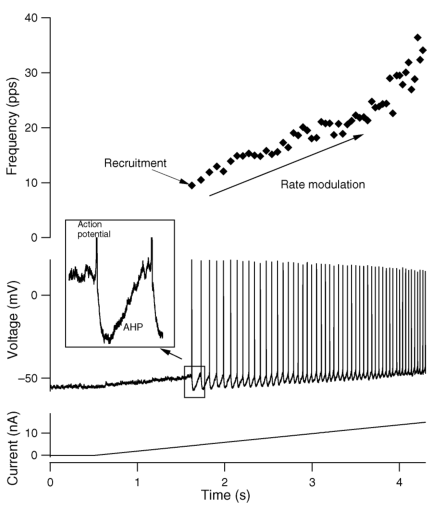 40
30
20
10
0
Frequency (pps)
Recruitment
Rate modulation
Action
potential
AHP
0
–50
Voltage (mV)
10
0
Current (nA)
0 1 2 3 4
Time (s)